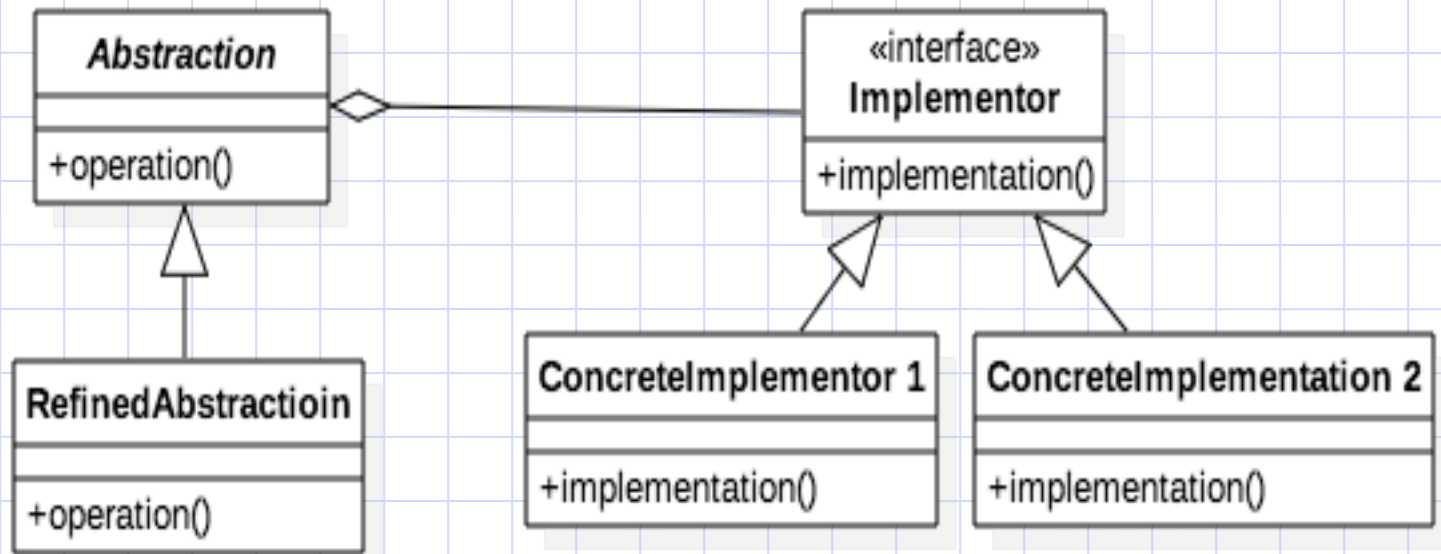 Abstraction
+operation()
«interface»
Implementor
+implementation()
RefinedAbstractioin
+operation()
ConcreteImplementor 1
+implementation()
ConcreteImplementation 2
+implementation()